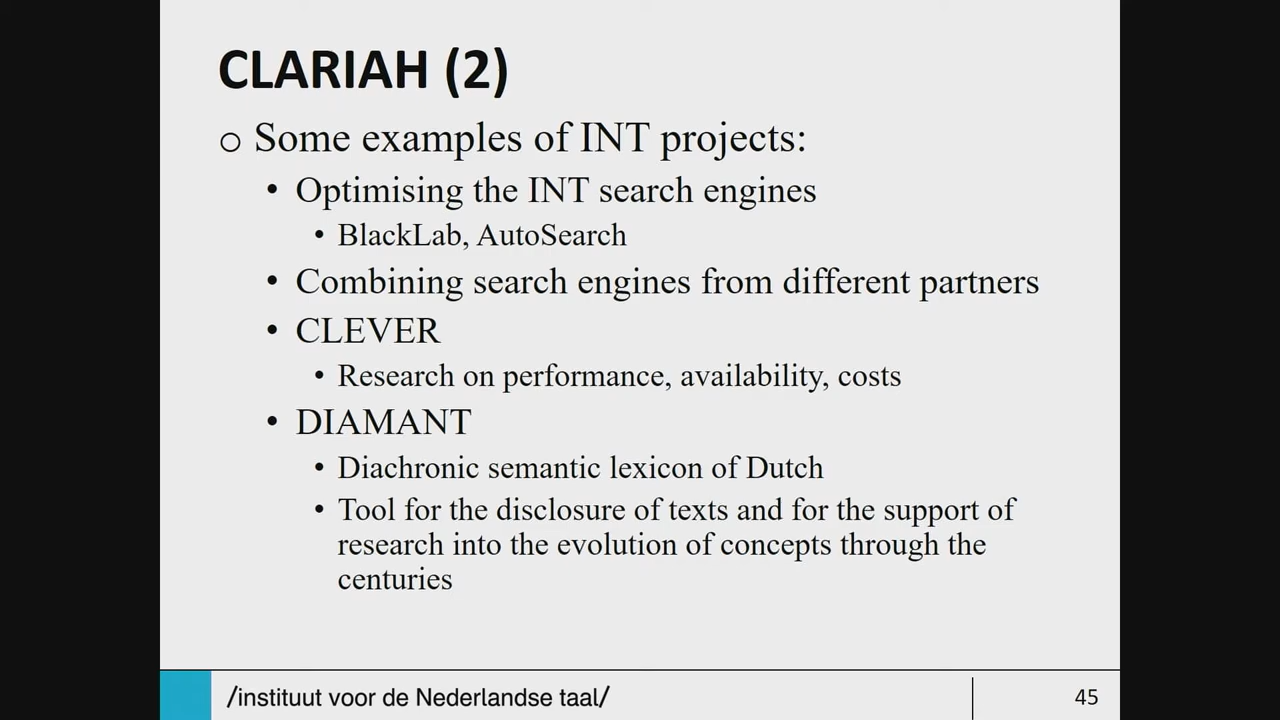 CLARIAH (2)
o Some examples of INT projects:
• Optimising the INT search engines
• BlackLab, AutoSearch
• Combining search engines from different partners
• CLEVER
• Research on performance, availability, costs
• DIAMANT
• Diachronic semantic lexicon of Dutch
• Tool for the disclosure of texts and for the support of
research into the evolution of concepts through the
centuries
/instituut voor de Nederlandse taal/
45